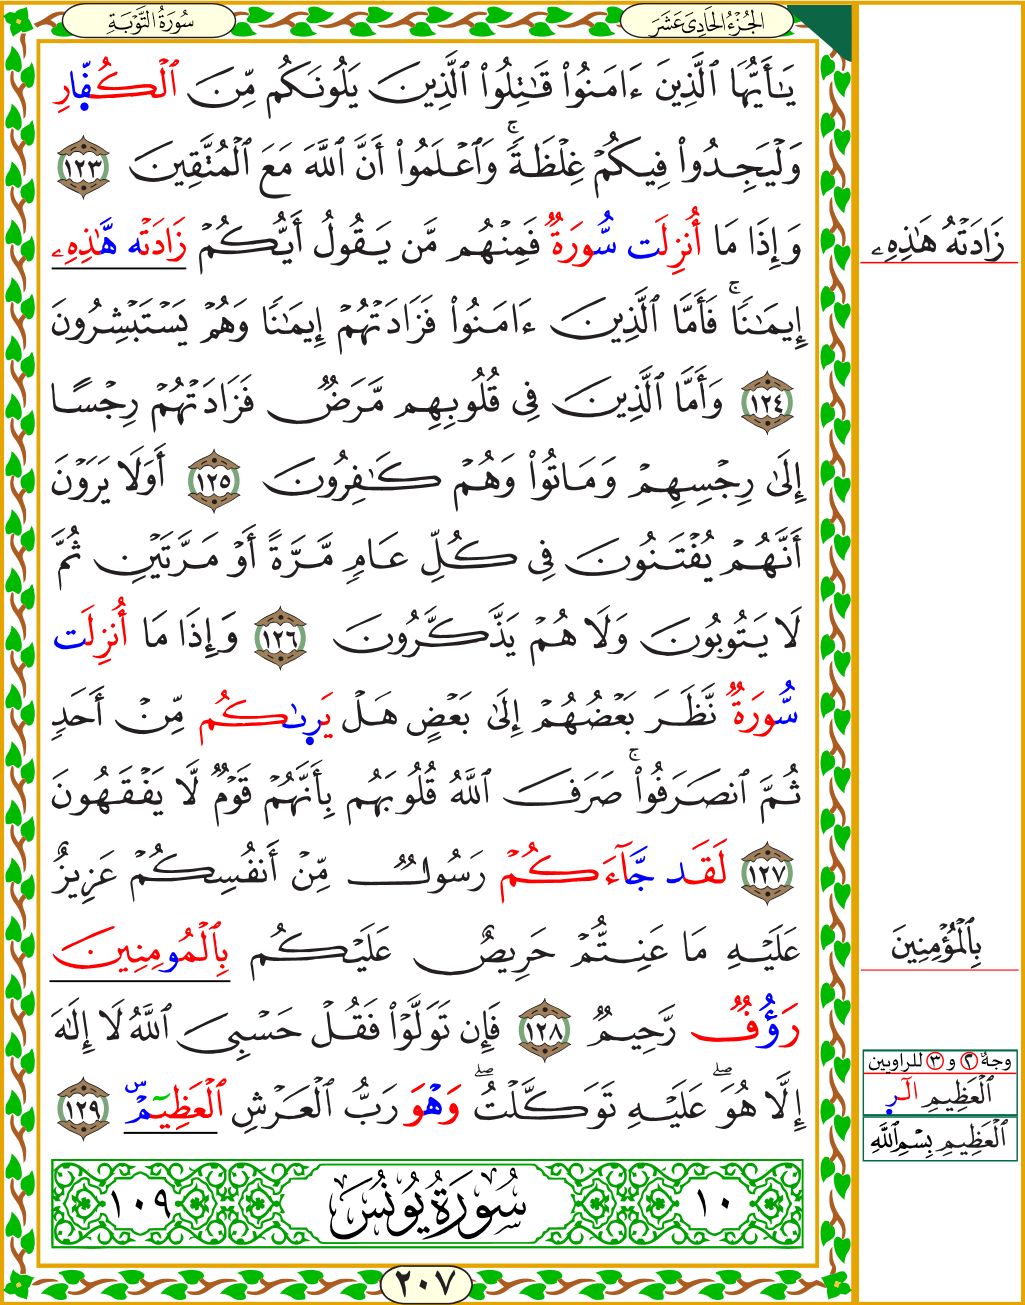 سُورَةُ التَّوْبَةِ
الجُزْءُ الحَادِىَ عَشَرَ
يَٰٓأَيُّهَا ٱلَّذِينَ ءَامَنُوا۟ قَٰتِلُوا۟ ٱلَّذِينَ يَلُونَكُم مِّنَ ٱلْكُفّ۪ارِ
وَلْيَجِدُوا۟ فِيكُمْ غِلْظَةًۚ وَٱعْلَمُوا۟ أَنَّ ٱللَّهَ مَعَ ٱلْمُتَّقِينَ ١٢٣
وَإِذَا مَا أُنزِلَت سُّورَةٌ فَمِنْهُم مَّن يَقُولُ أَيُّكُمْ زَادَتْه هَّٰذِهِۦ
إِيمَٰنًاۚ فَأَمَّا ٱلَّذِينَ ءَامَنُوا۟ فَزَادَتْهُمْ إِيمَٰنًا وَهُمْ يَسْتَبْشِرُونَ
١٢٤ وَأَمَّا ٱلَّذِينَ فِى قُلُوبِهِم مَّرَضٌ فَزَادَتْهُمْ رِجْسًا
إِلَىٰ رِجْسِهِمْ وَمَاتُوا۟ وَهُمْ كَٰفِرُونَ ١٢٥ أَوَلَا يَرَوْنَ
أَنَّهُمْ يُفْتَنُونَ فِى كُلِّ عَامٍ مَّرَّةً أَوْ مَرَّتَيْنِ ثُمَّ
لَا يَتُوبُونَ وَلَا هُمْ يَذَّكَّرُونَ ١٢٦ وَإِذَا مَا أُنزِلَت
سُّورَةٌ نَّظَرَ بَعْضُهُمْ إِلَىٰ بَعْضٍ هَلْ يَر۪ىٰكُم مِّنْ أَحَدٍ
ثُمَّ ٱنصَرَفُوا۟ۚ صَرَفَ ٱللَّهُ قُلُوبَهُم بِأَنَّهُمْ قَوْمٌ لَّا يَفْقَهُونَ
١٢٧ لَقَد جَّآءَكُمْ رَسُولٌ مِّنْ أَنفُسِكُمْ عَزِيزٌ
عَلَيْهِ مَا عَنِتُّمْ حَرِيصٌ عَلَيْكُم بِٱلْمُومِنِينَ
رَؤُفٌ رَّحِيمٌ ١٢٨ فَإِن تَوَلَّوْا۟ فَقُلْ حَسْبِىَ ٱللَّهُ لَا إِلَٰهَ
إِلَّا هُوَۖ عَلَيْهِ تَوَكَّلْتُۖ وَهْوَ رَبُّ ٱلْعَرْشِ ٱلْعَظِيمْۜ ١٢٩
١٠ سُورَةُ يُونُسَ ١٠٩
٢٠٧
زَادَتْهُ هَٰذِهِۦ
بِٱلْمُؤْمِنِينَ
وجهُ ٢ و ٣ للراويين
ٱلْعَظِيمِ الٓر۪
ٱلْعَظِيمِ بِسْمِ ٱللَّهِ